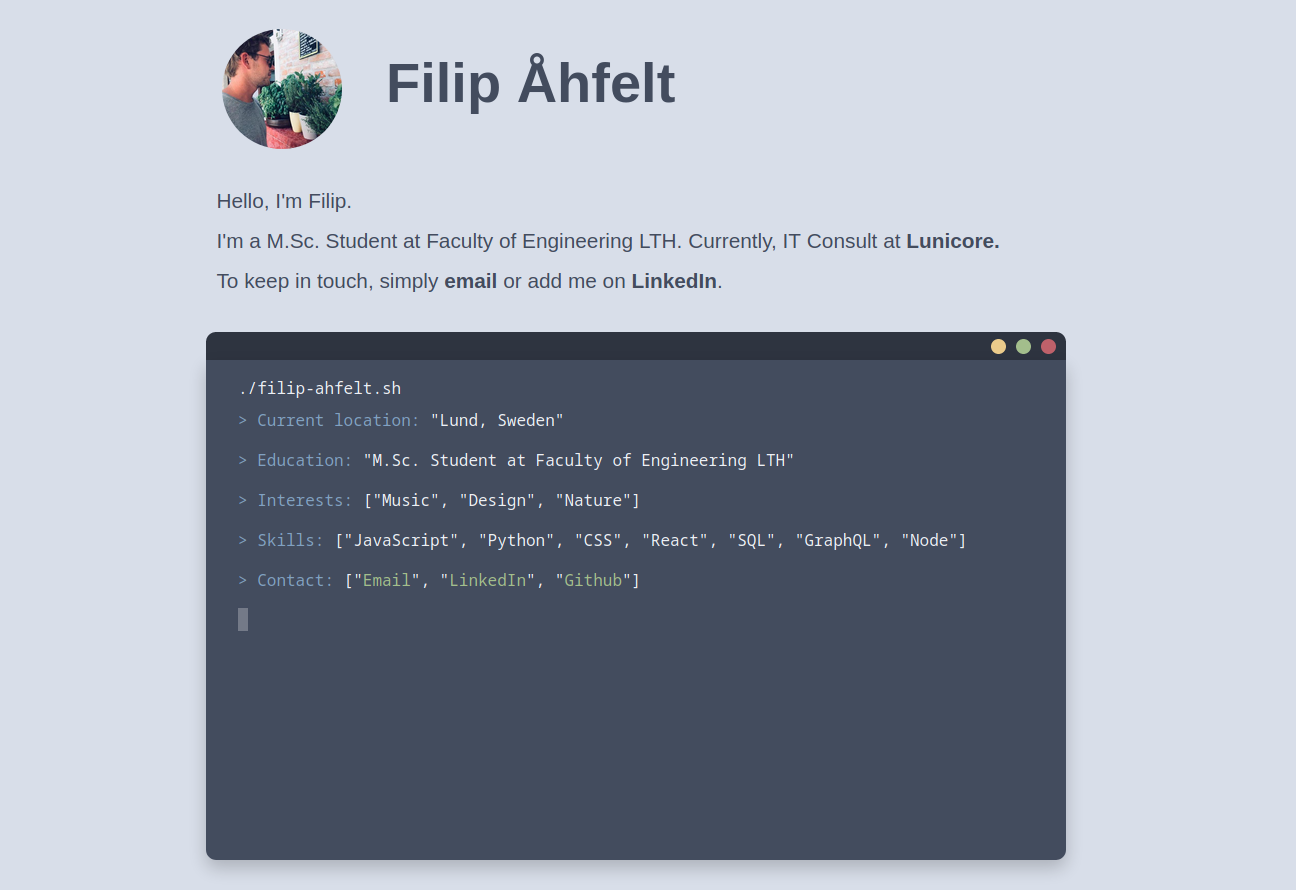 Filip Åhfelt
Hello, I'm Filip.
I'm a M.Sc. Student at Faculty of Engineering LTH. Currently, IT Consult at Lunicore.
To keep in touch, simply email or add me on LinkedIn.
./filip-ahfelt.sh
> Current location: "Lund, Sweden"
> Education: "M.Sc. Student at Faculty of Engineering LTH"
> Interests: ["Music", "Design", "Nature"]
> Skills: ["JavaScript", "Python", "CSS", "React", "SQL", "GraphQL", "Node"]
> Contact: ["Email", "LinkedIn", "Github"]